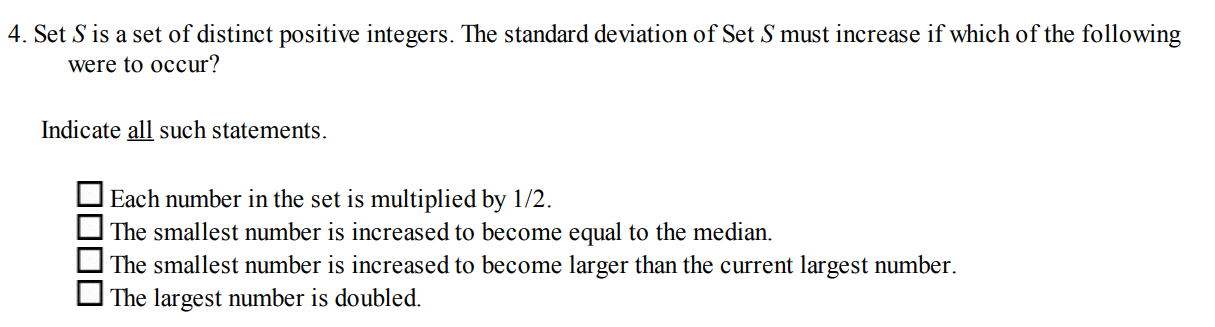 4. Set S is a set of distinct positive integers. The standard deviation of Set S must increase if which of the following
were to occur?
Indicate all such statements.
Each number in the set is multiplied by 1/2.
The smallest number is increased to become equal to the median.
The smallest number is increased to become larger than the current largest number.
The largest number is doubled.